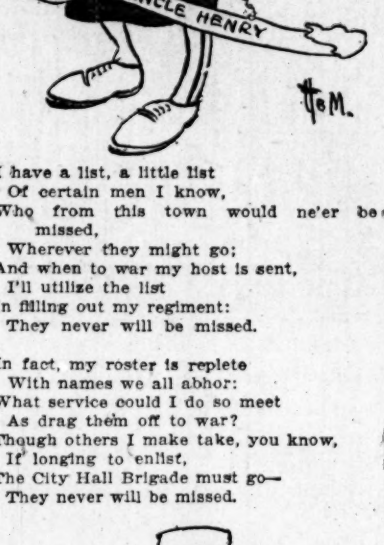 UNCLE HENRY
H&M.
I have a list, a little list
Of certain men I know,
Who from this town would ne'er be
missed,
Wherever they might go;
And when to war my host is sent,
I'll utilize the list
In filling out my regiment:
They never will be missed.
In fact, my roster is replete
With names we all abhor:
What service could I do so meet
As drag them off to war?
Though others I make take, you know,
If longing to enlist,
The City Hall Brigade must go—
They never will be missed.